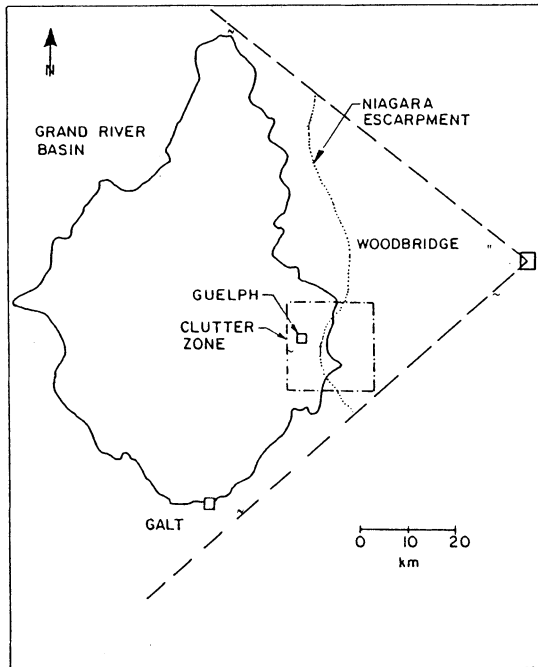 N
GRAND RIVER
BASIN
NIAGARA
ESCARPMENT
WOODBRIDGE
GUELPH
CLUTTER
ZONE
GALT
0 10 20
km